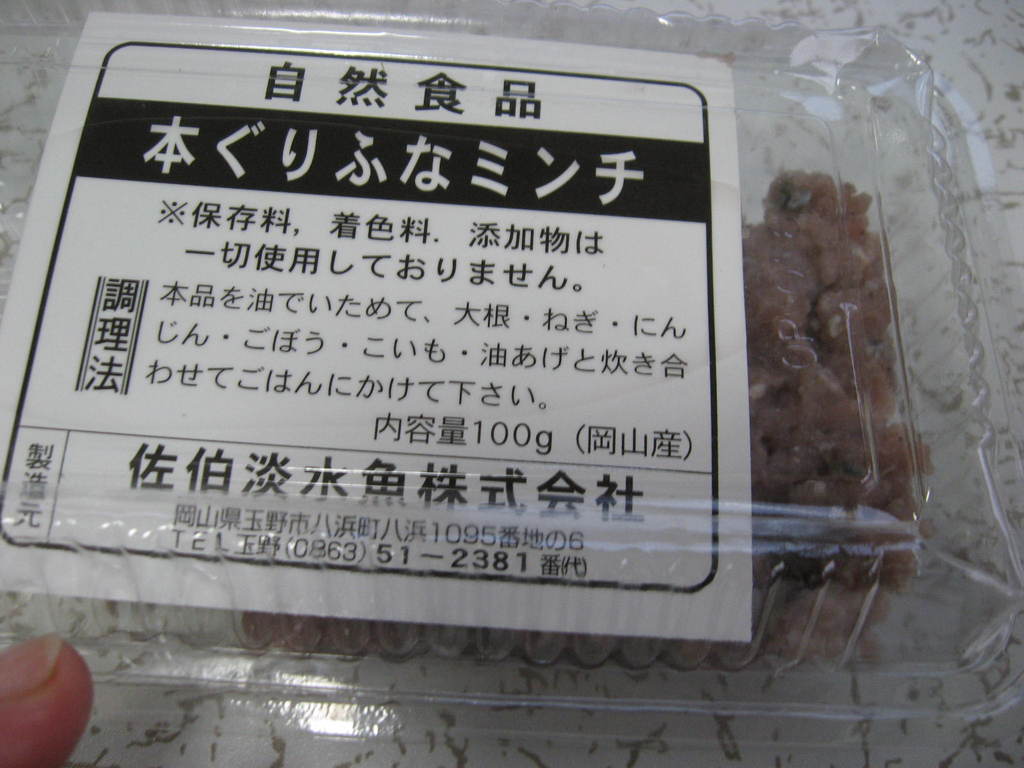 自然食品
本ぐりふなミンチ
※保存料,着色料.添加物は
一切使用しておりません。
調理法
本品を油でいためて、大根・ねぎ・にん
じん・ごぼう・こいも・油あげと炊き合
わせてごはんにかけて下さい。
内容量100g(岡山産)
製造元
佐伯淡水魚株式会社
岡山県玉野市八浜町八浜1095番地の6
TEL玉野(0863)51-2381番(代)